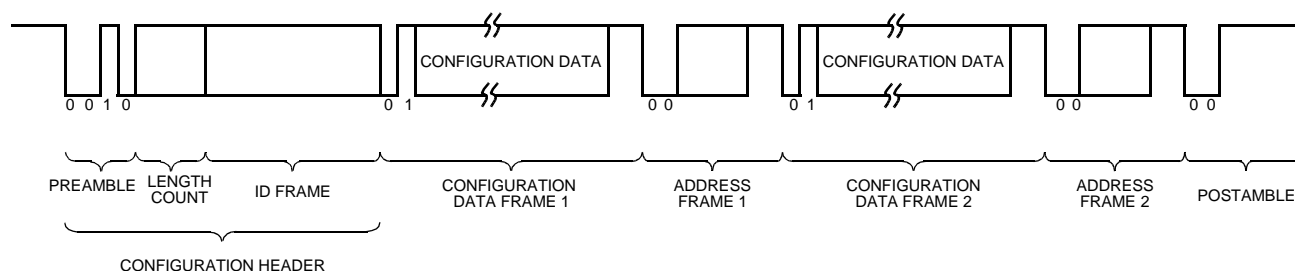 CONFIGURATION DATA CONFIGURATION DATA
0 0 1 0 0 1 0 0 0 1 0 0 0 0
PREAMBLE LENGTH COUNT ID FRAME CONFIGURATION DATA FRAME 1 ADDRESS FRAME 1 CONFIGURATION DATA FRAME 2 ADDRESS FRAME 2 POSTAMBLE
CONFIGURATION HEADER